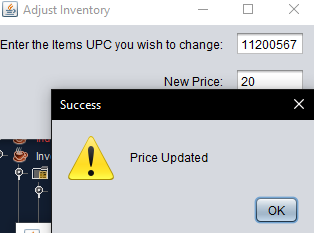 Adjust Inventory
Enter the Items UPC you wish to change: 11200567
New Price: 20
Success
Price Updated
OK